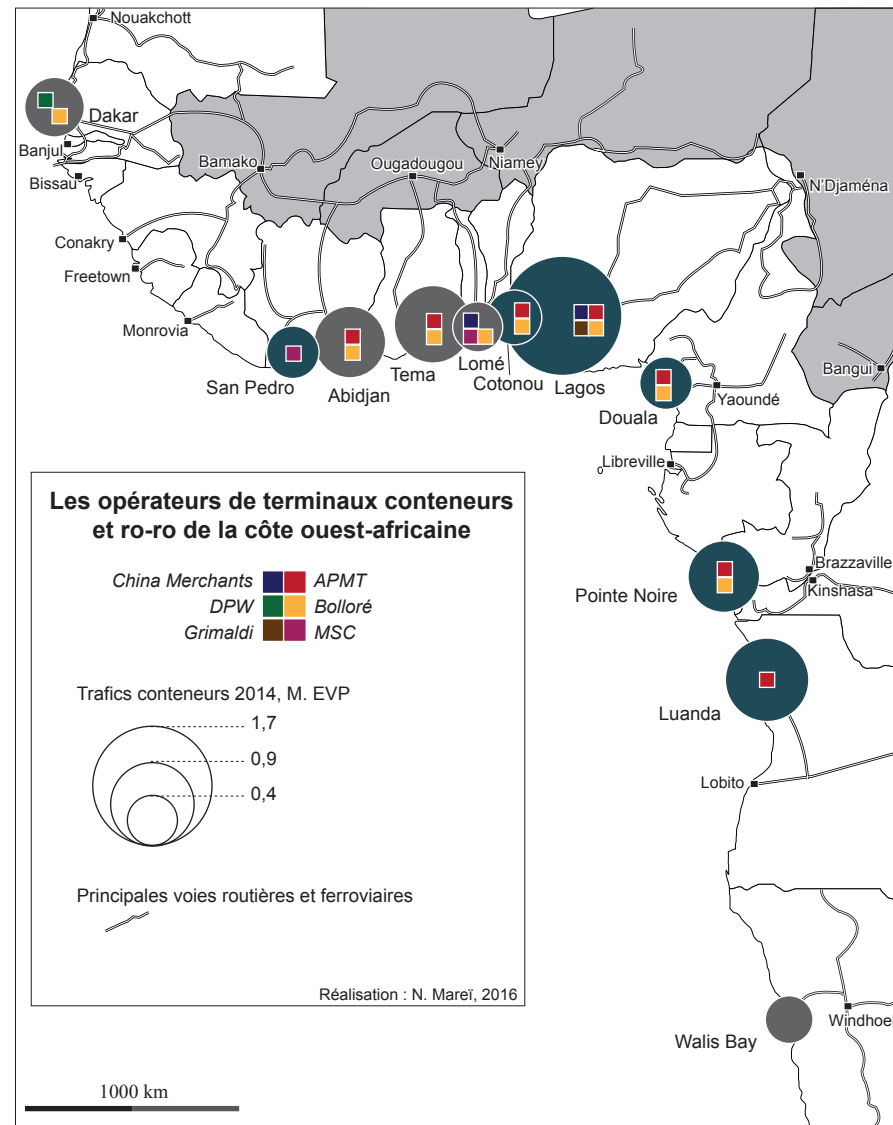 Nouakchott
Dakar
Banjul
Bissau
Bamako
Ougadougou
Niamey
N'Djaména
Conakry
Freetown
Monrovia
San Pedro
Abidjan
Tema
Lomé
Cotonou
Lagos
Douala
Yaoundé
Bangui
Libreville
Pointe Noire
Brazzaville
Kinshasa
Luanda
Lobito
Walis Bay
Windhoe
Les opérateurs de terminaux conteneurs
et ro-ro de la côte ouest-africaine
China Merchants APMT
DPW Bolloré
Grimaldi MSC
Trafics conteneurs 2014, M. EVP
1,7
0,9
0,4
Principales voies routières et ferroviaires
Réalisation : N. Mareï, 2016
1000 km